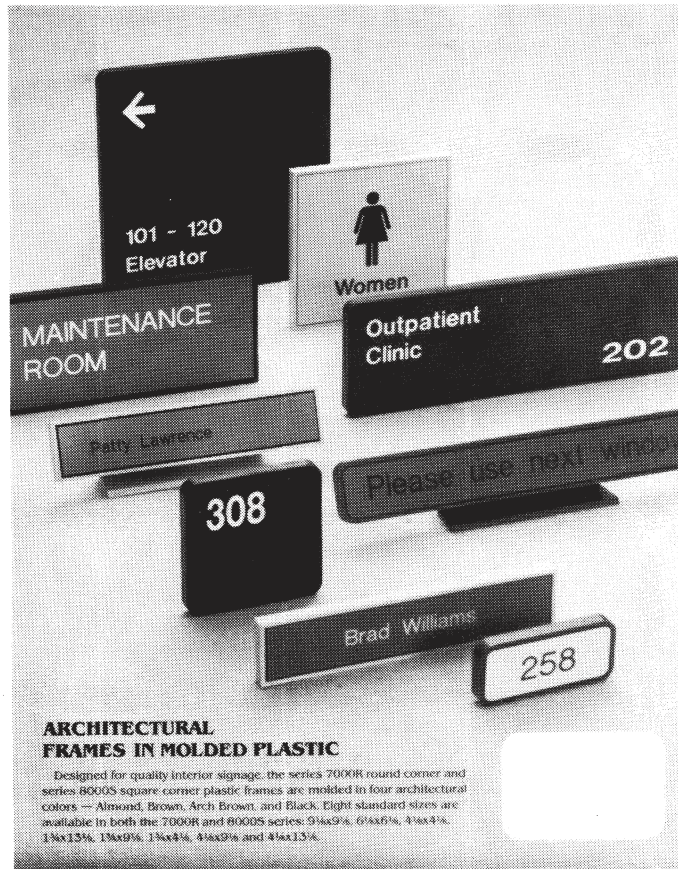 101 - 120
Elevator
Women
MAINTENANCE
ROOM
Outpatient
Clinic
202
Patty Lawrence
Please use next window
308
Brad Williams
258
ARCHITECTURAL
FRAMES IN MOLDED PLASTIC
Designed for quality interior signage, the series 7000R round corner and
series 8000S square corner plastic frames are molded in four architectural
colors — Almond, Brown, Arch Brown, and Black. Eight standard sizes are
available in both the 7000R and 8000S series:
and